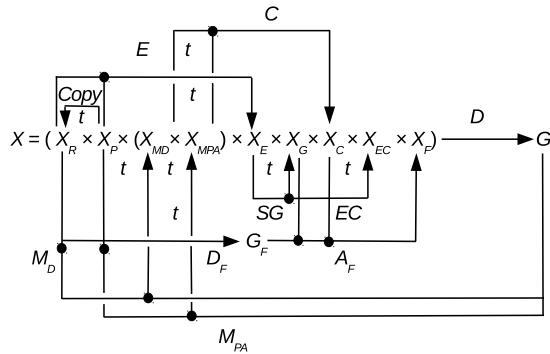 C
E t
t
Copy
t D
X = ( X_R × X_P × (X_MD × X_MPA) × X_E × X_G × X_C × X_EC × X_F) G
t t t t
t SG EC
M_D D_F G_F A_F
M_PA